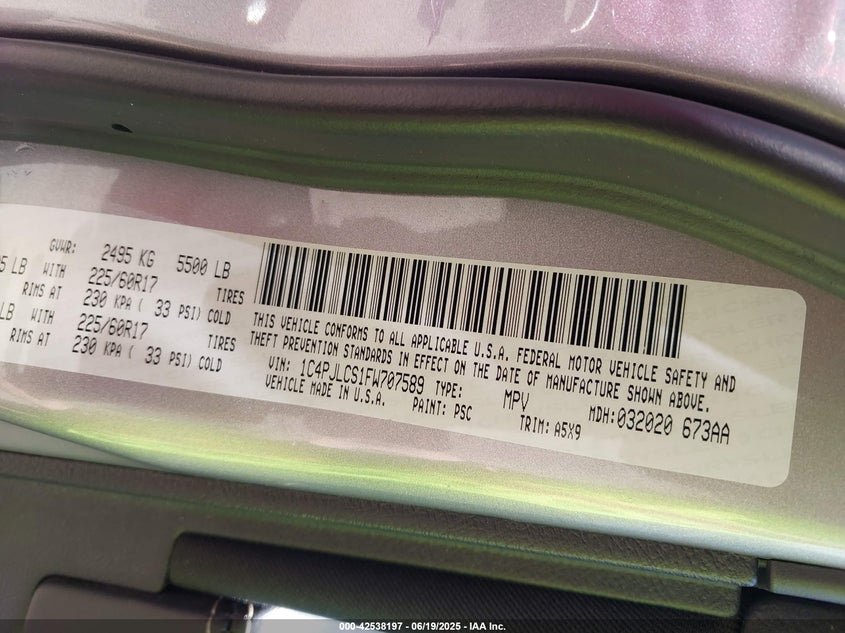 GVWR: 2495 KG 5500 LB
5 LB WITH 225/60R17 TIRES
RIMS AT 230 KPA ( 33 PSI) COLD
LB WITH 225/60R17 TIRES
RIMS AT 230 KPA ( 33 PSI) COLD
THIS VEHICLE CONFORMS TO ALL APPLICABLE U.S.A. FEDERAL MOTOR VEHICLE SAFETY AND
THEFT PREVENTION STANDARDS IN EFFECT ON THE DATE OF MANUFACTURE SHOWN ABOVE.
VIN: 1C4PJLCS1FW707589 TYPE: MPV MDH:032020 673AA
VEHICLE MADE IN U.S.A. PAINT: PSC TRIM: A5X9
000-42538197 - 06/19/2025 - IAA Inc.